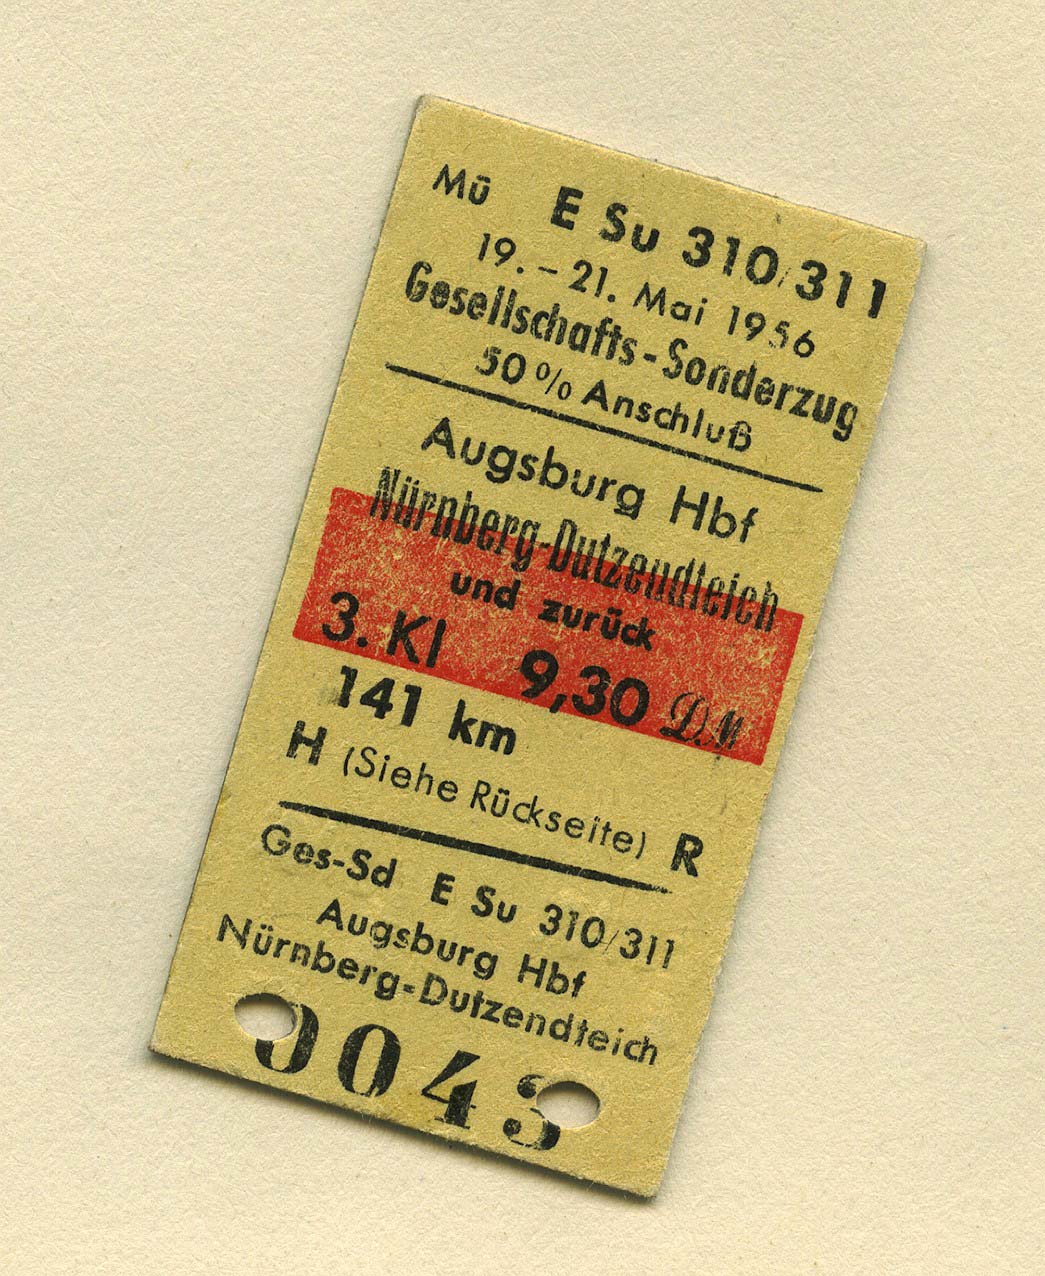 Mü E Su 310/311
19. – 21. Mai 1956
Gesellschafts-Sonderzug
50% Anschluß
Augsburg Hbf
Nürnberg-Dutzendteich
und zurück
3. Kl 9,30 DM
141 km
H (Siehe Rückseite) R
Ges-Sd E Su 310/311
Augsburg Hbf
Nürnberg-Dutzendteich
0043